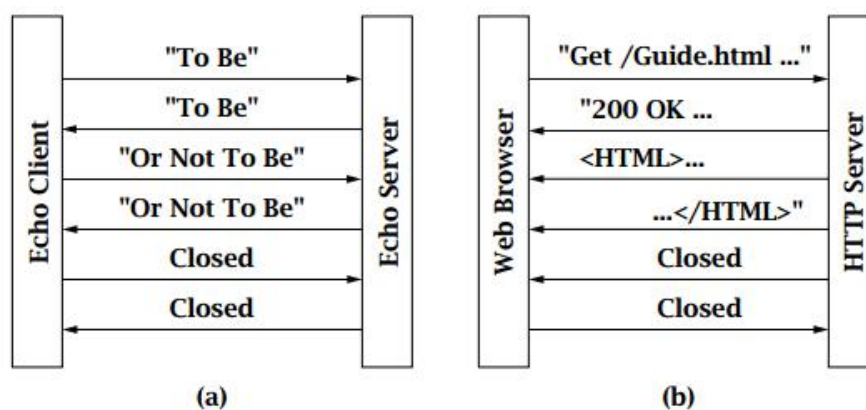 Echo Client
"To Be"
"To Be"
"Or Not To Be"
"Or Not To Be"
Closed
Closed
Echo Server
(a)
Web Browser
"Get /Guide.html ..."
"200 OK ...
<HTML>...
...</HTML>"
Closed
Closed
HTTP Server
(b)